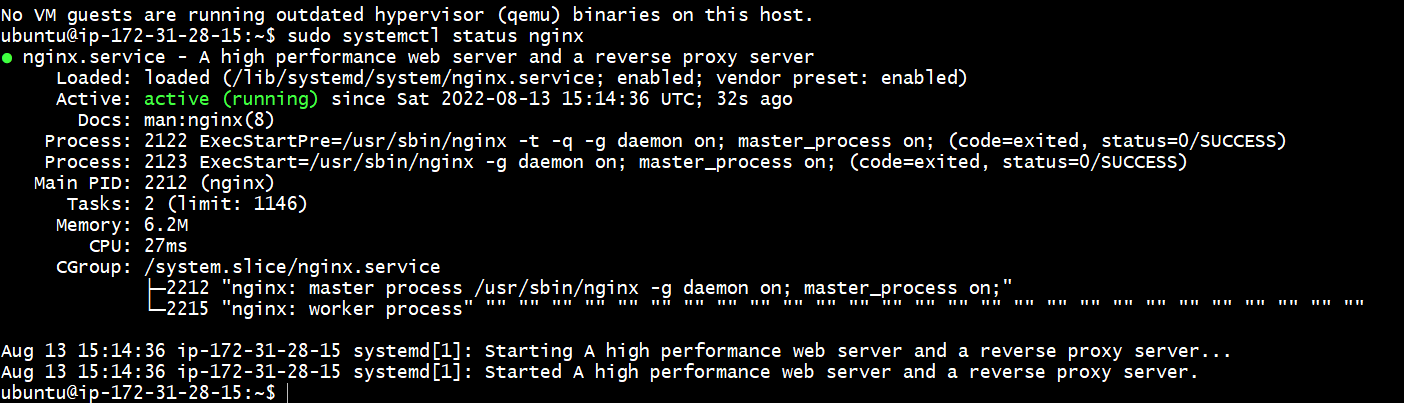 No VM guests are running outdated hypervisor (qemu) binaries on this host.
ubuntu@ip-172-31-28-15:~$ sudo systemctl status nginx
● nginx.service - A high performance web server and a reverse proxy server
     Loaded: loaded (/lib/systemd/system/nginx.service; enabled; vendor preset: enabled)
     Active: active (running) since Sat 2022-08-13 15:14:36 UTC; 32s ago
       Docs: man:nginx(8)
    Process: 2122 ExecStartPre=/usr/sbin/nginx -t -q -g daemon on; master_process on; (code=exited, status=0/SUCCESS)
    Process: 2123 ExecStart=/usr/sbin/nginx -g daemon on; master_process on; (code=exited, status=0/SUCCESS)
   Main PID: 2212 (nginx)
      Tasks: 2 (limit: 1146)
     Memory: 6.2M
        CPU: 27ms
     CGroup: /system.slice/nginx.service
             ├─2212 "nginx: master process /usr/sbin/nginx -g daemon on; master_process on;"
             └─2215 "nginx: worker process" "" "" "" "" "" "" "" "" "" "" "" "" "" "" "" "" "" "" "" "" "" "" "" "" "" "" ""

Aug 13 15:14:36 ip-172-31-28-15 systemd[1]: Starting A high performance web server and a reverse proxy server...
Aug 13 15:14:36 ip-172-31-28-15 systemd[1]: Started A high performance web server and a reverse proxy server.
ubuntu@ip-172-31-28-15:~$